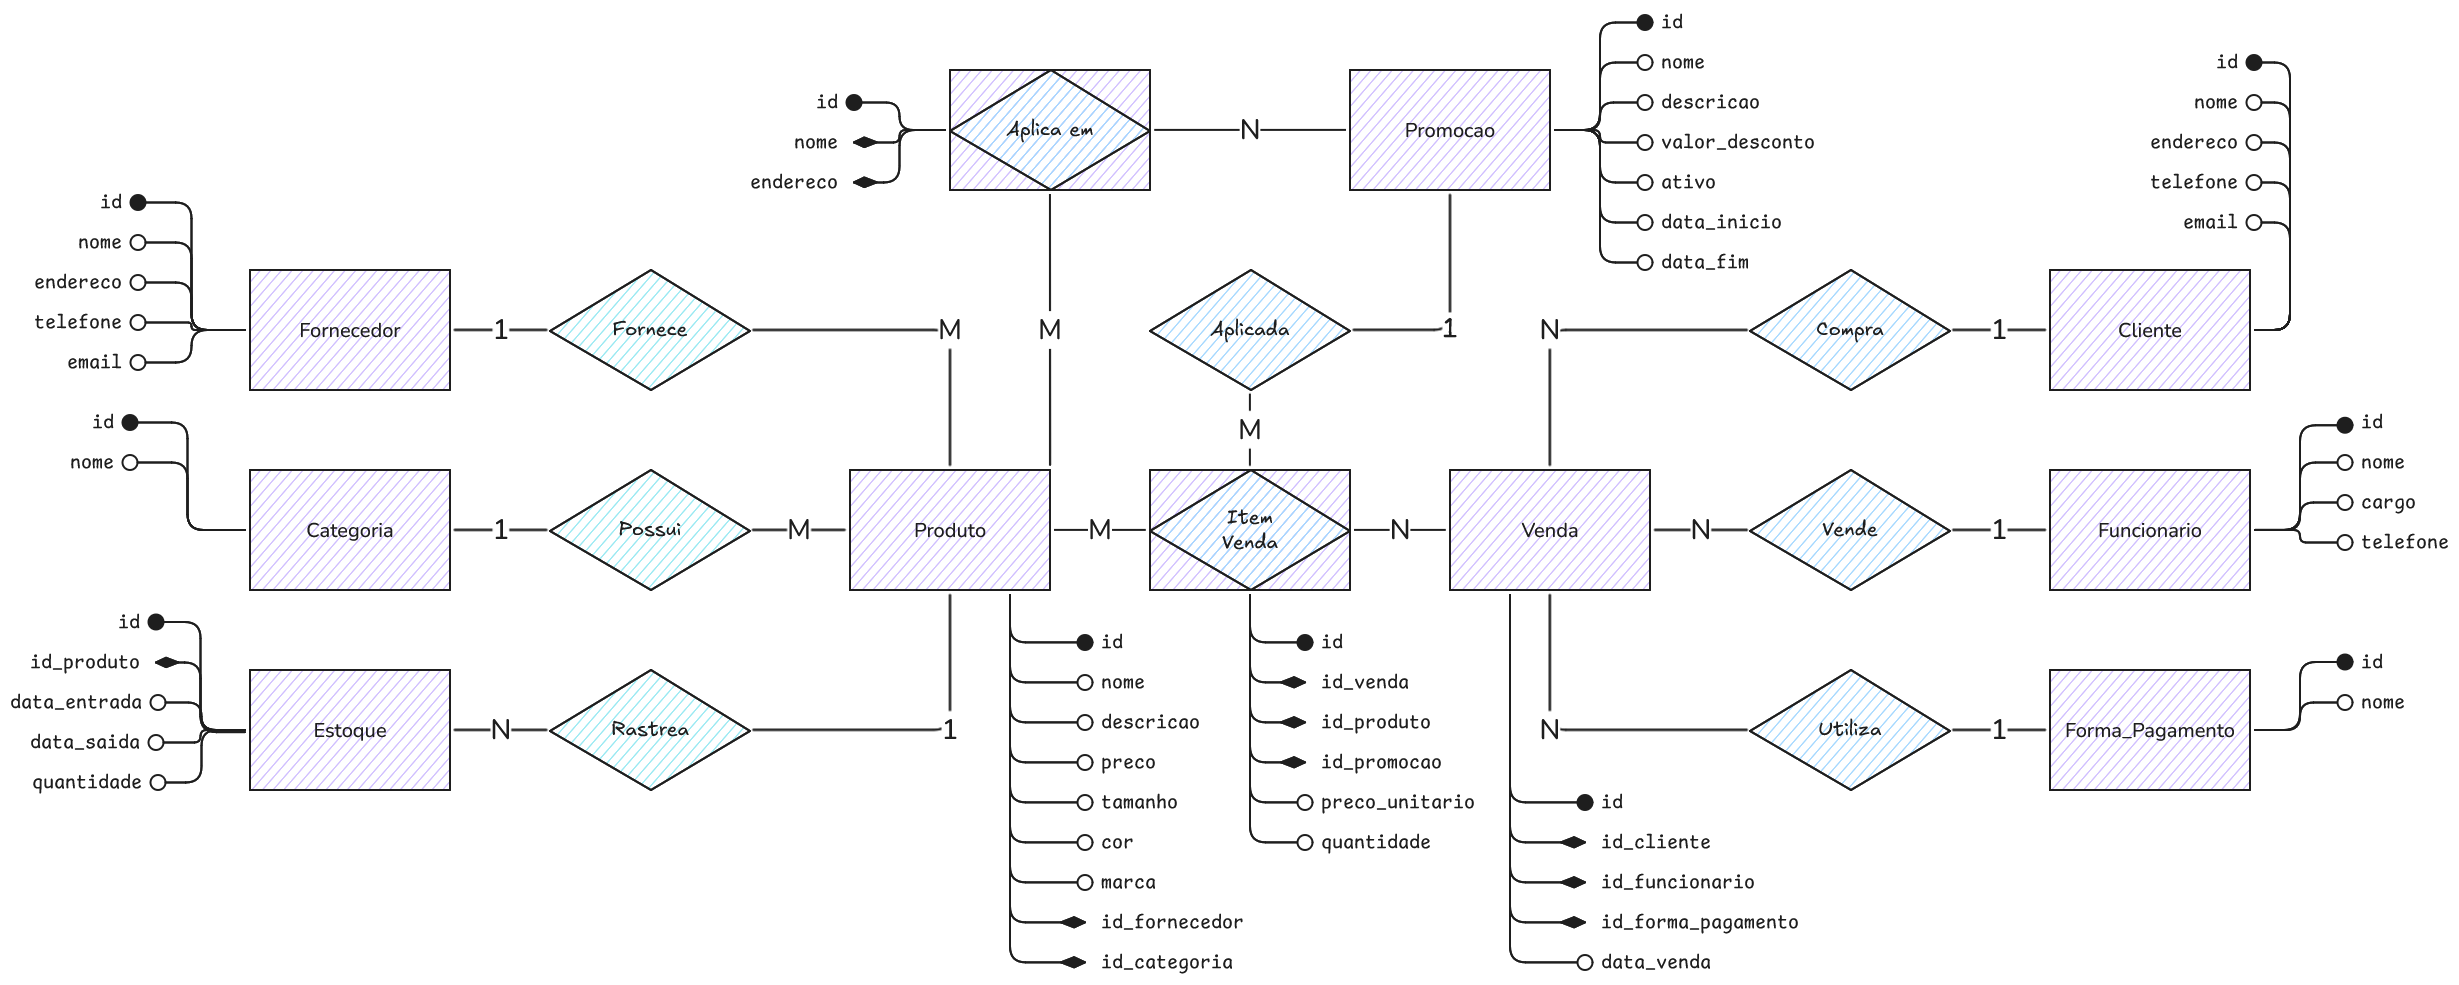 id
nome
descricao
valor_desconto
ativo
data_inicio
data_fim
Promocao
N
Aplica em
id
nome
endereco
id
nome
endereco
telefone
email
Cliente
1
Compra
N
id
nome
endereco
telefone
email
Fornecedor
1
Fornece
M
M
Aplicada
1
M
id
nome
Categoria
1
Possui
M
Produto
M
Item
Venda
N
Venda
N
Vende
1
Funcionario
id
nome
cargo
telefone
id
id_produto
data_entrada
data_saida
quantidade
Estoque
N
Rastrea
1
id
nome
descricao
preco
tamanho
cor
marca
id_fornecedor
id_categoria
id
id_venda
id_produto
id_promocao
preco_unitario
quantidade
N
Utiliza
1
Forma_Pagamento
id
nome
id
id_cliente
id_funcionario
id_forma_pagamento
data_venda